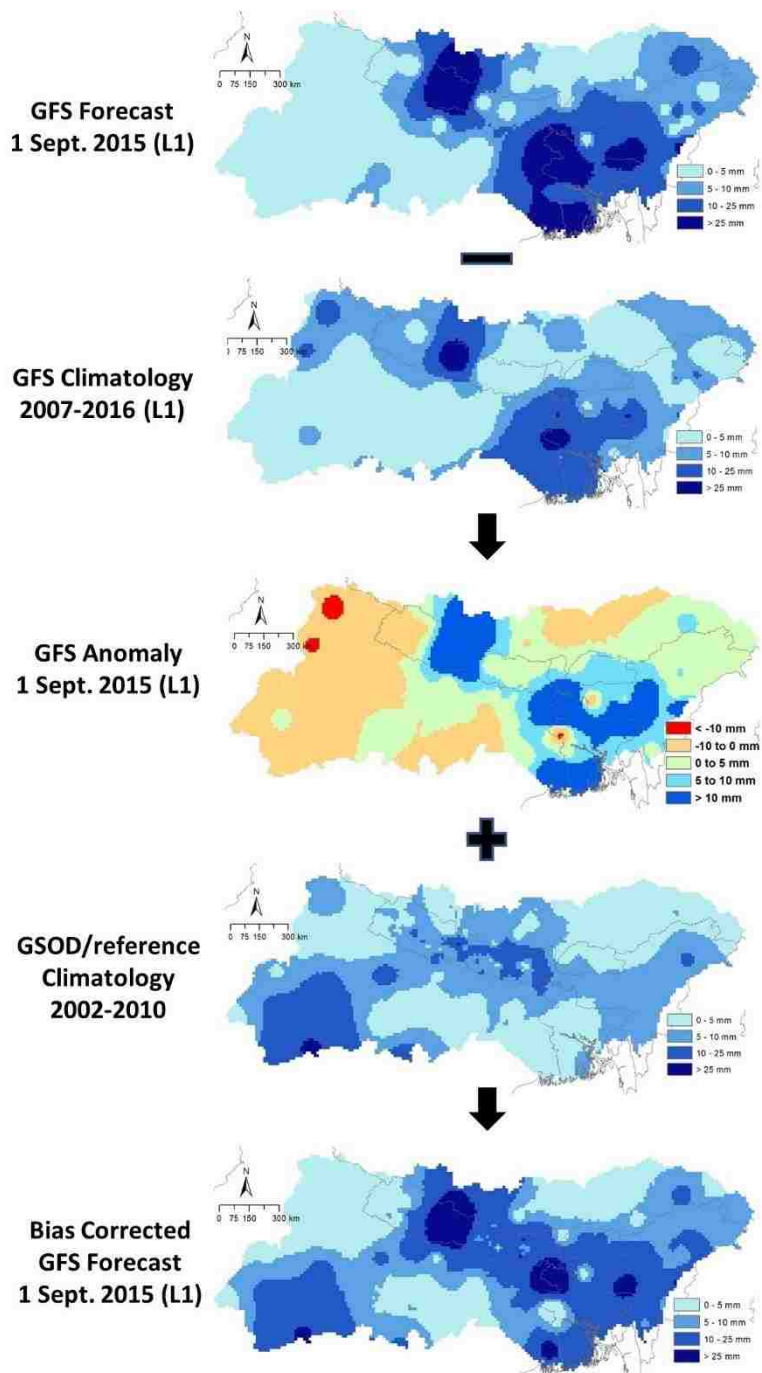 GFS Forecast
1 Sept. 2015 (L1)
N
0 75 150 300 km
0 - 5 mm
5 - 10 mm
10 - 25 mm
> 25 mm
GFS Climatology
2007-2016 (L1)
N
0 75 150 300 km
0 - 5 mm
5 - 10 mm
10 - 25 mm
> 25 mm
GFS Anomaly
1 Sept. 2015 (L1)
N
0 75 150 300 km
< -10 mm
-10 to 0 mm
0 to 5 mm
5 to 10 mm
> 10 mm
GSOD/reference
Climatology
2002-2010
N
0 75 150 300 km
0 - 5 mm
5 - 10 mm
10 - 25 mm
> 25 mm
Bias Corrected
GFS Forecast
1 Sept. 2015 (L1)
N
0 75 150 300 km
0 - 5 mm
5 - 10 mm
10 - 25 mm
> 25 mm